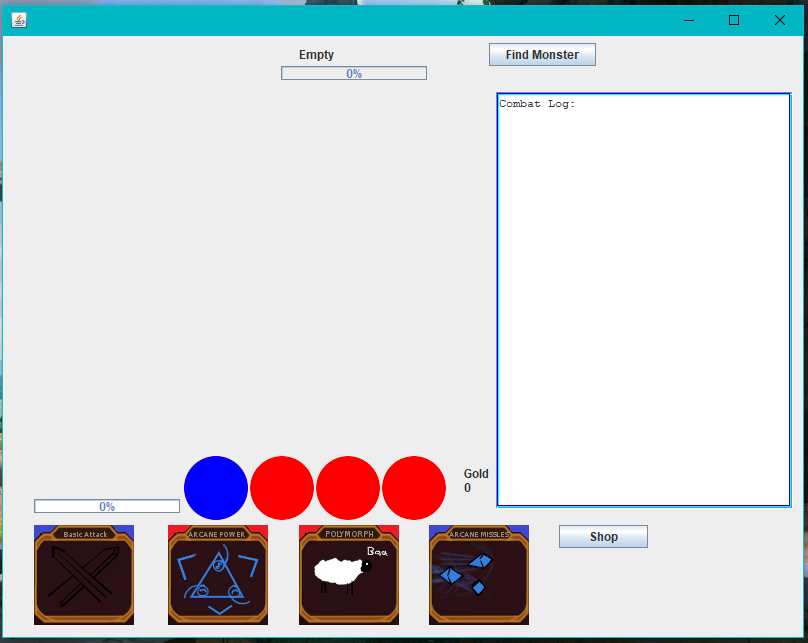 Empty
Find Monster
0%
Combat Log:
Gold
0
0%
Basic Attack
ARCANE POWER
POLYMORPH
ARCANE MISSLES
Baa
Shop